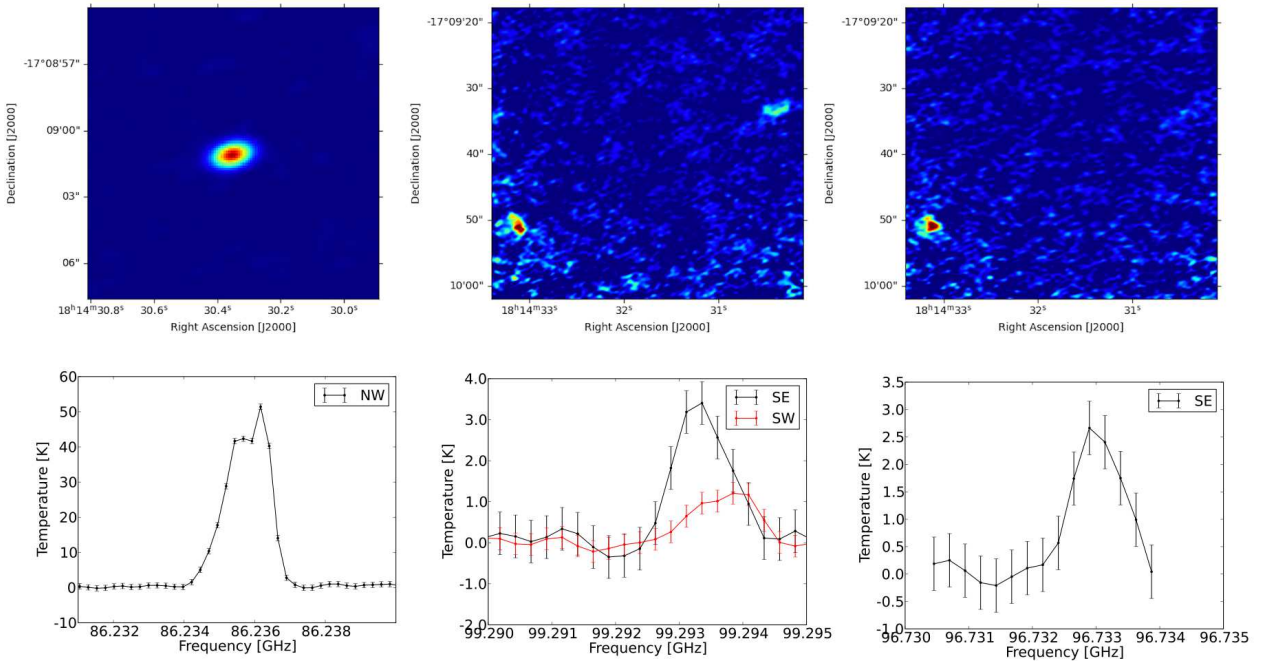 -17°08'57"
09'00"
03"
06"
Declination [J2000]
18ʰ14ᵐ30.8ˢ
30.6ˢ
30.4ˢ
30.2ˢ
30.0ˢ
Right Ascension [J2000]
-17°09'20"
30"
40"
50"
10'00"
Declination [J2000]
18ʰ14ᵐ33ˢ
32ˢ
31ˢ
Right Ascension [J2000]
-17°09'20"
30"
40"
50"
10'00"
Declination [J2000]
18ʰ14ᵐ33ˢ
32ˢ
31ˢ
Right Ascension [J2000]
60
50
40
30
20
10
0
-10
Temperature [K]
NW
86.232
86.234
86.236
86.238
Frequency [GHz]
4.0
3.0
2.0
1.0
0.0
-1.0
-2.0
Temperature [K]
SE
SW
99.290
99.291
99.292
99.293
99.294
99.295
Frequency [GHz]
3.5
3.0
2.5
2.0
1.5
1.0
0.5
0.0
-0.5
-1.0
Temperature [K]
SE
96.730
96.731
96.732
96.733
96.734
96.735
Frequency [GHz]